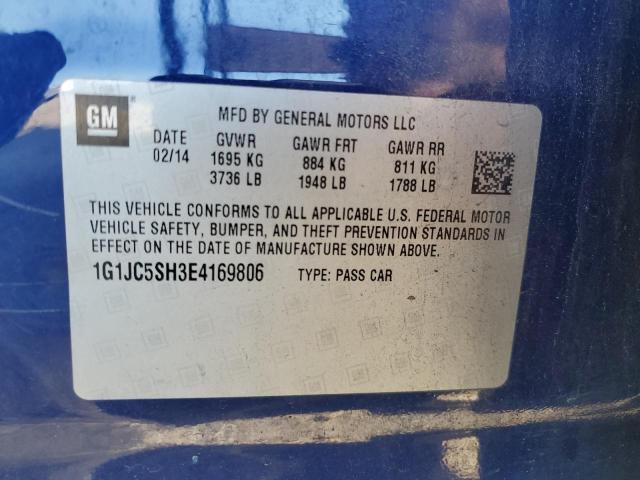 GM
MFD BY GENERAL MOTORS LLC
DATE GVWR GAWR FRT GAWR RR
02/14 1695 KG 884 KG 811 KG
3736 LB 1948 LB 1788 LB
THIS VEHICLE CONFORMS TO ALL APPLICABLE U.S. FEDERAL MOTOR
VEHICLE SAFETY, BUMPER, AND THEFT PREVENTION STANDARDS IN
EFFECT ON THE DATE OF MANUFACTURE SHOWN ABOVE.
1G1JC5SH3E4169806 TYPE: PASS CAR